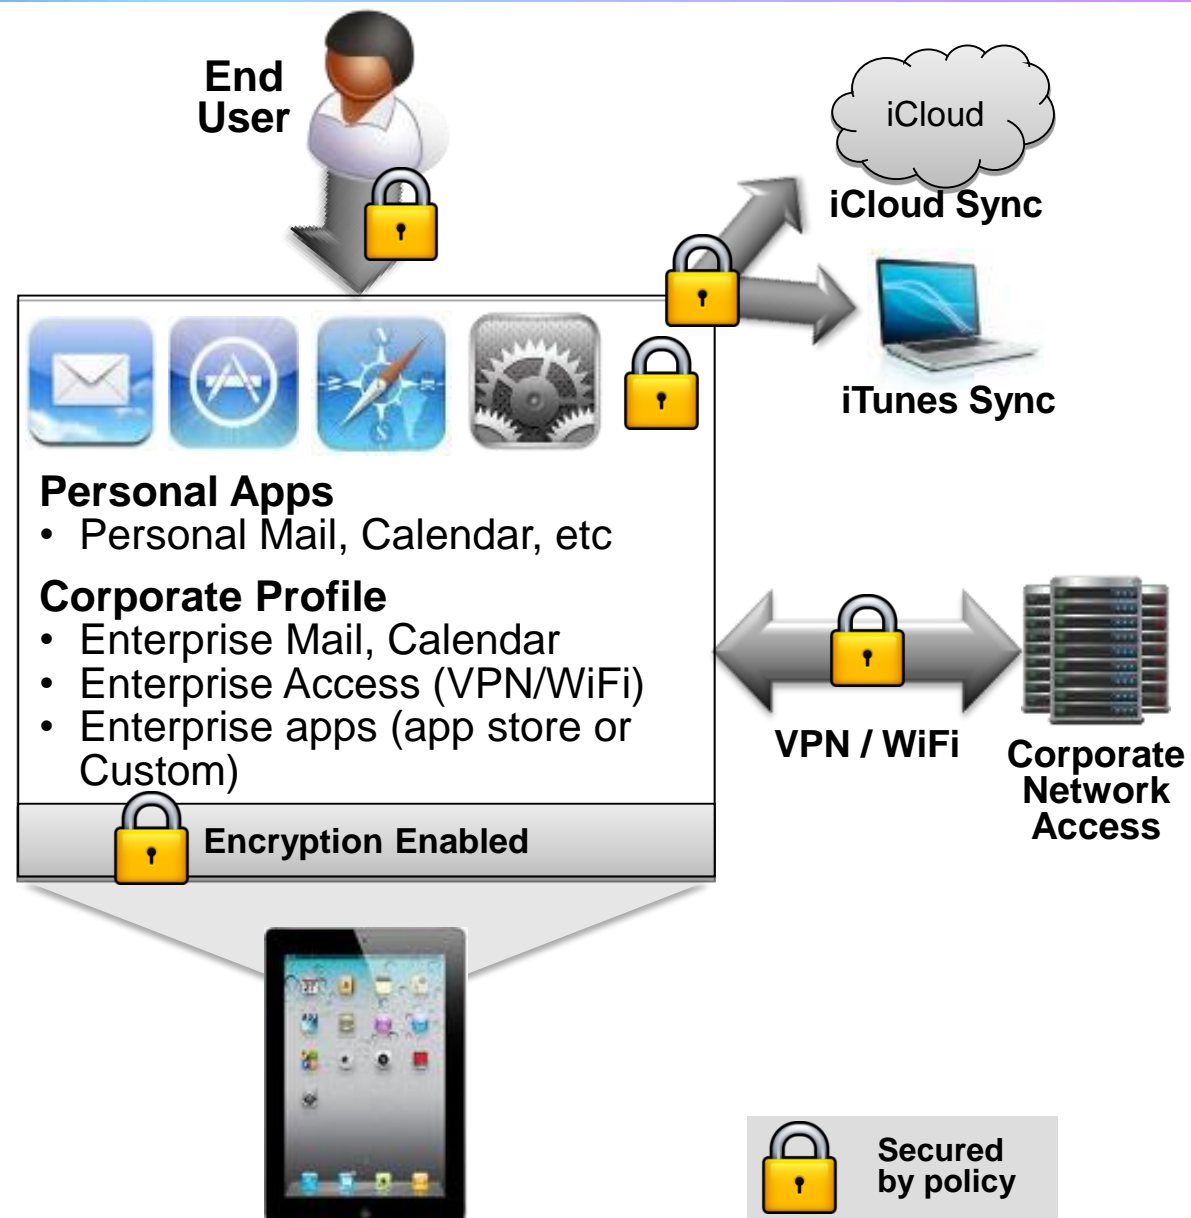 End
User
iCloud
iCloud Sync
iTunes Sync
Personal Apps
• Personal Mail, Calendar, etc
Corporate Profile
• Enterprise Mail, Calendar
• Enterprise Access (VPN/WiFi)
• Enterprise apps (app store or
Custom)
VPN / WiFi
Corporate
Network
Access
Encryption Enabled
Secured
by policy